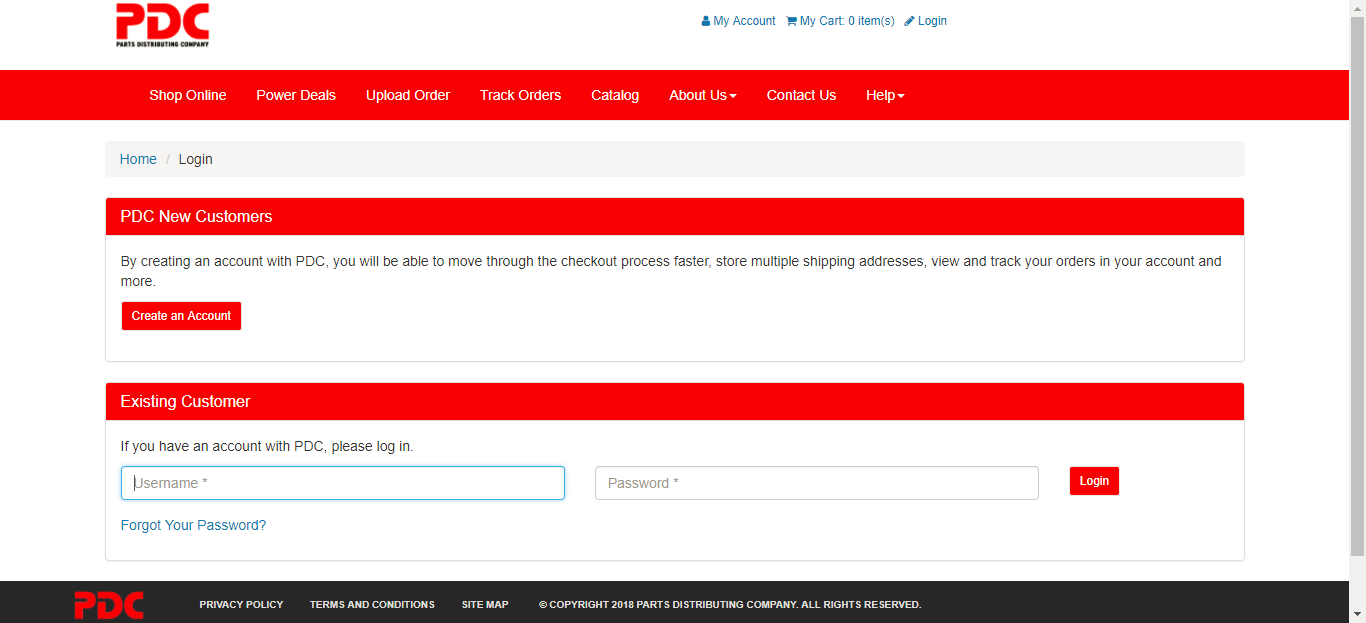 PDC
PARTS DISTRIBUTING COMPANY
My Account My Cart: 0 item(s) Login
Shop Online Power Deals Upload Order Track Orders Catalog About Us Contact Us Help
Home / Login
PDC New Customers
By creating an account with PDC, you will be able to move through the checkout process faster, store multiple shipping addresses, view and track your orders in your account and
more.
Create an Account
Existing Customer
If you have an account with PDC, please log in.
Username * Password * Login
Forgot Your Password?
PDC PRIVACY POLICY TERMS AND CONDITIONS SITE MAP © COPYRIGHT 2018 PARTS DISTRIBUTING COMPANY. ALL RIGHTS RESERVED.